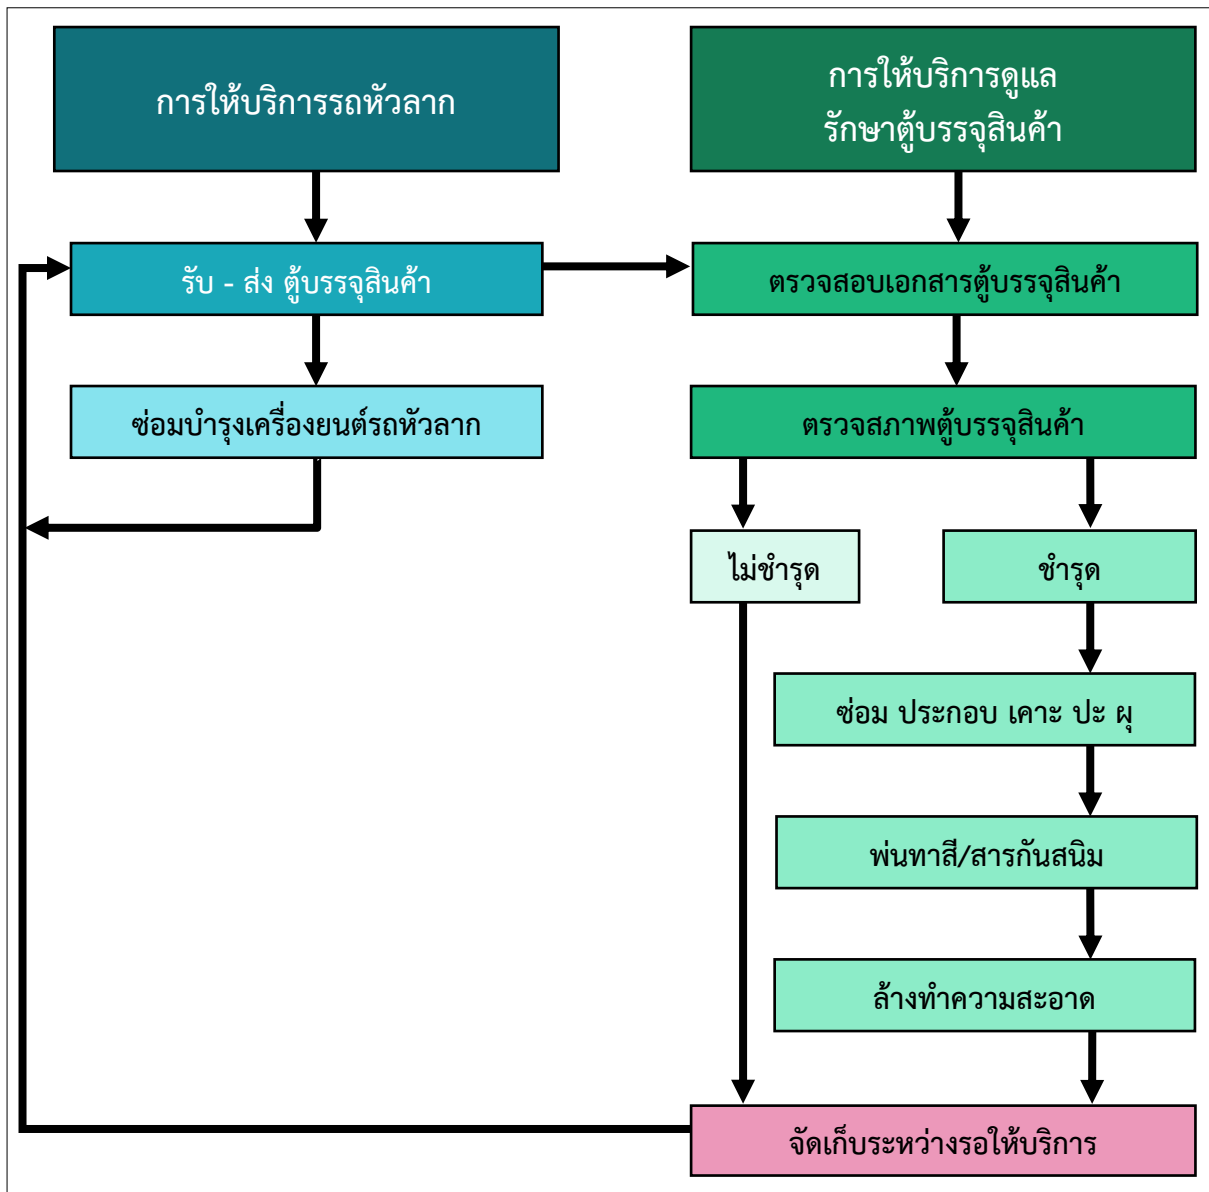 การให้บริการรถหัวลาก
การให้บริการดูแล
รักษาตู้บรรจุสินค้า
รับ - ส่ง ตู้บรรจุสินค้า
ตรวจสอบเอกสารตู้บรรจุสินค้า
ซ่อมบำรุงเครื่องยนต์รถหัวลาก
ตรวจสภาพตู้บรรจุสินค้า
ไม่ชำรุด
ชำรุด
ซ่อม ประกอบ เคาะ ปะ ผุ
พ่นทาสี/สารกันสนิม
ล้างทำความสะอาด
จัดเก็บระหว่างรอให้บริการ